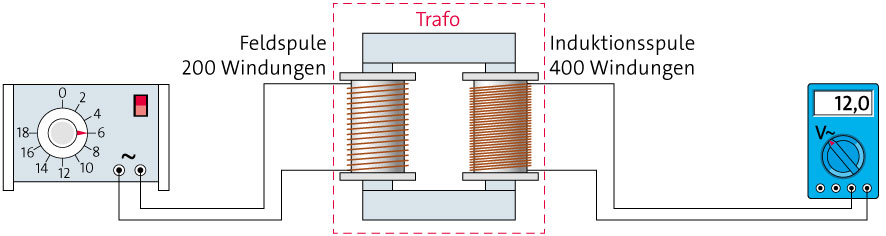 Trafo
Feldspule
200 Windungen
Induktionsspule
400 Windungen
0
2
4
6
8
10
12
14
16
18
~
12,0
V~